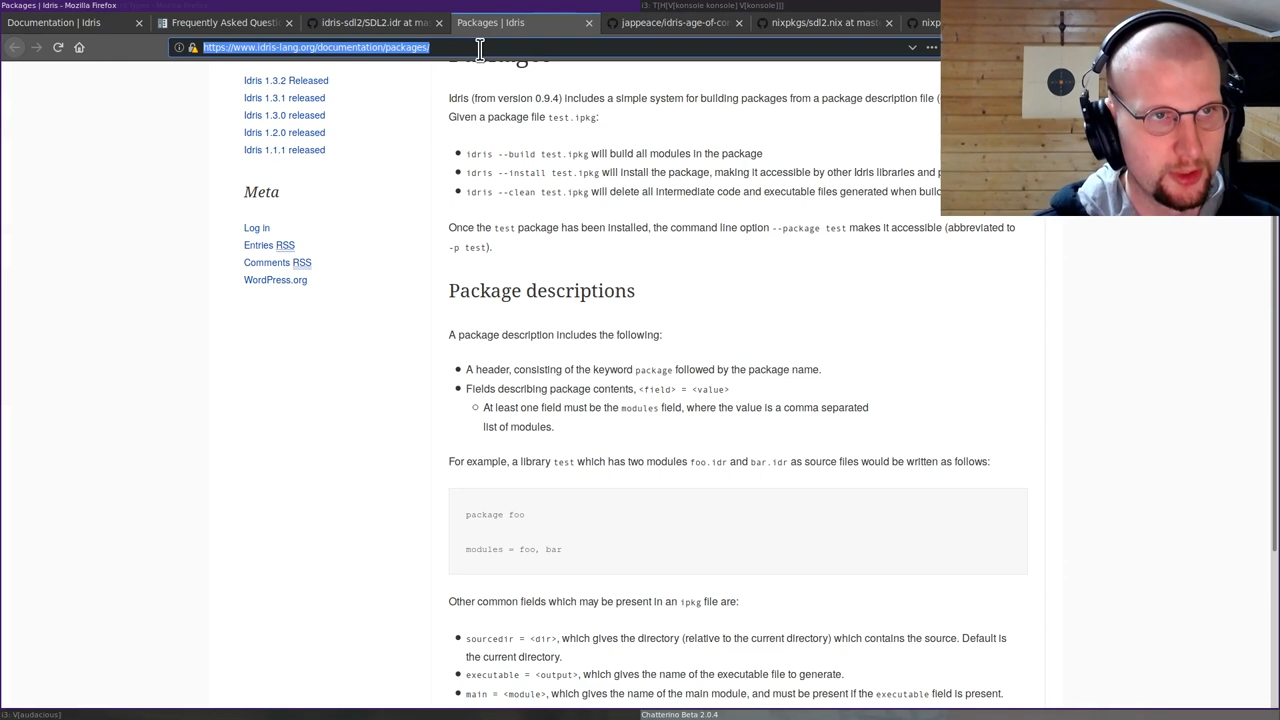 Packages | Idris - Mozilla Firefox
i3: T[H[V[konsole konsole] V[konsole]]]
Documentation | Idris
Frequently Asked Questi
idris-sdl2/SDL2.idr at mas
Packages | Idris
jappeace/idris-age-of-cor
nixpkgs/sdl2.nix at maste
nixp
https://www.idris-lang.org/documentation/packages/
Packages
Idris 1.3.2 Released
Idris 1.3.1 released
Idris 1.3.0 released
Idris 1.2.0 released
Idris 1.1.1 released
Meta
Log in
Entries RSS
Comments RSS
WordPress.org
Idris (from version 0.9.4) includes a simple system for building packages from a package description file (
Given a package file test.ipkg:
idris --build test.ipkg will build all modules in the package
idris --install test.ipkg will install the package, making it accessible by other Idris libraries and p
idris --clean test.ipkg will delete all intermediate code and executable files generated when build
Once the test package has been installed, the command line option --package test makes it accessible (abbreviated to
-p test).
Package descriptions
A package description includes the following:
A header, consisting of the keyword package followed by the package name.
Fields describing package contents, <field> = <value>
At least one field must be the modules field, where the value is a comma separated
list of modules.
For example, a library test which has two modules foo.idr and bar.idr as source files would be written as follows:
package foo
modules = foo, bar
Other common fields which may be present in an ipkg file are:
sourcedir = <dir>, which gives the directory (relative to the current directory) which contains the source. Default is
the current directory.
executable = <output>, which gives the name of the executable file to generate.
main = <module>, which gives the name of the main module, and must be present if the executable field is present.
i3: V[audacious]
Chatterino Beta 2.0.4